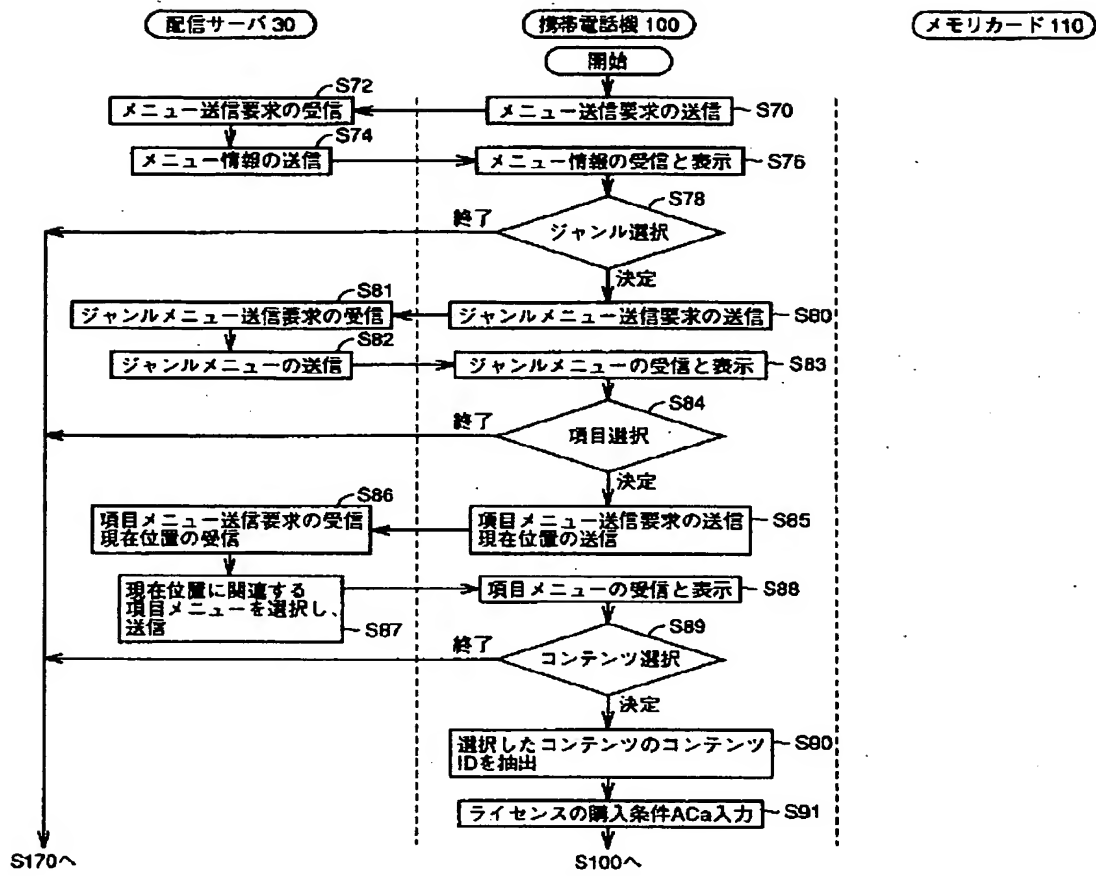 配信サーバ 30
携帯電話機 100
メモリカード 110
開始
S72
メニュー送信要求の受信
メニュー送信要求の送信
S70
S74
メニュー情報の送信
メニュー情報の受信と表示
S76
S78
終了
ジャンル選択
決定
S81
ジャンルメニュー送信要求の受信
ジャンルメニュー送信要求の送信
S80
S82
ジャンルメニューの送信
ジャンルメニューの受信と表示
S83
S84
終了
項目選択
決定
S86
項目メニュー送信要求の受信
現在位置の受信
項目メニュー送信要求の送信
現在位置の送信
S85
現在位置に関連する
項目メニューを選択し、
送信
S87
項目メニューの受信と表示
S88
S89
終了
コンテンツ選択
決定
選択したコンテンツのコンテンツ
IDを抽出
S90
ライセンスの購入条件ACa入力
S91
S170へ
S100へ